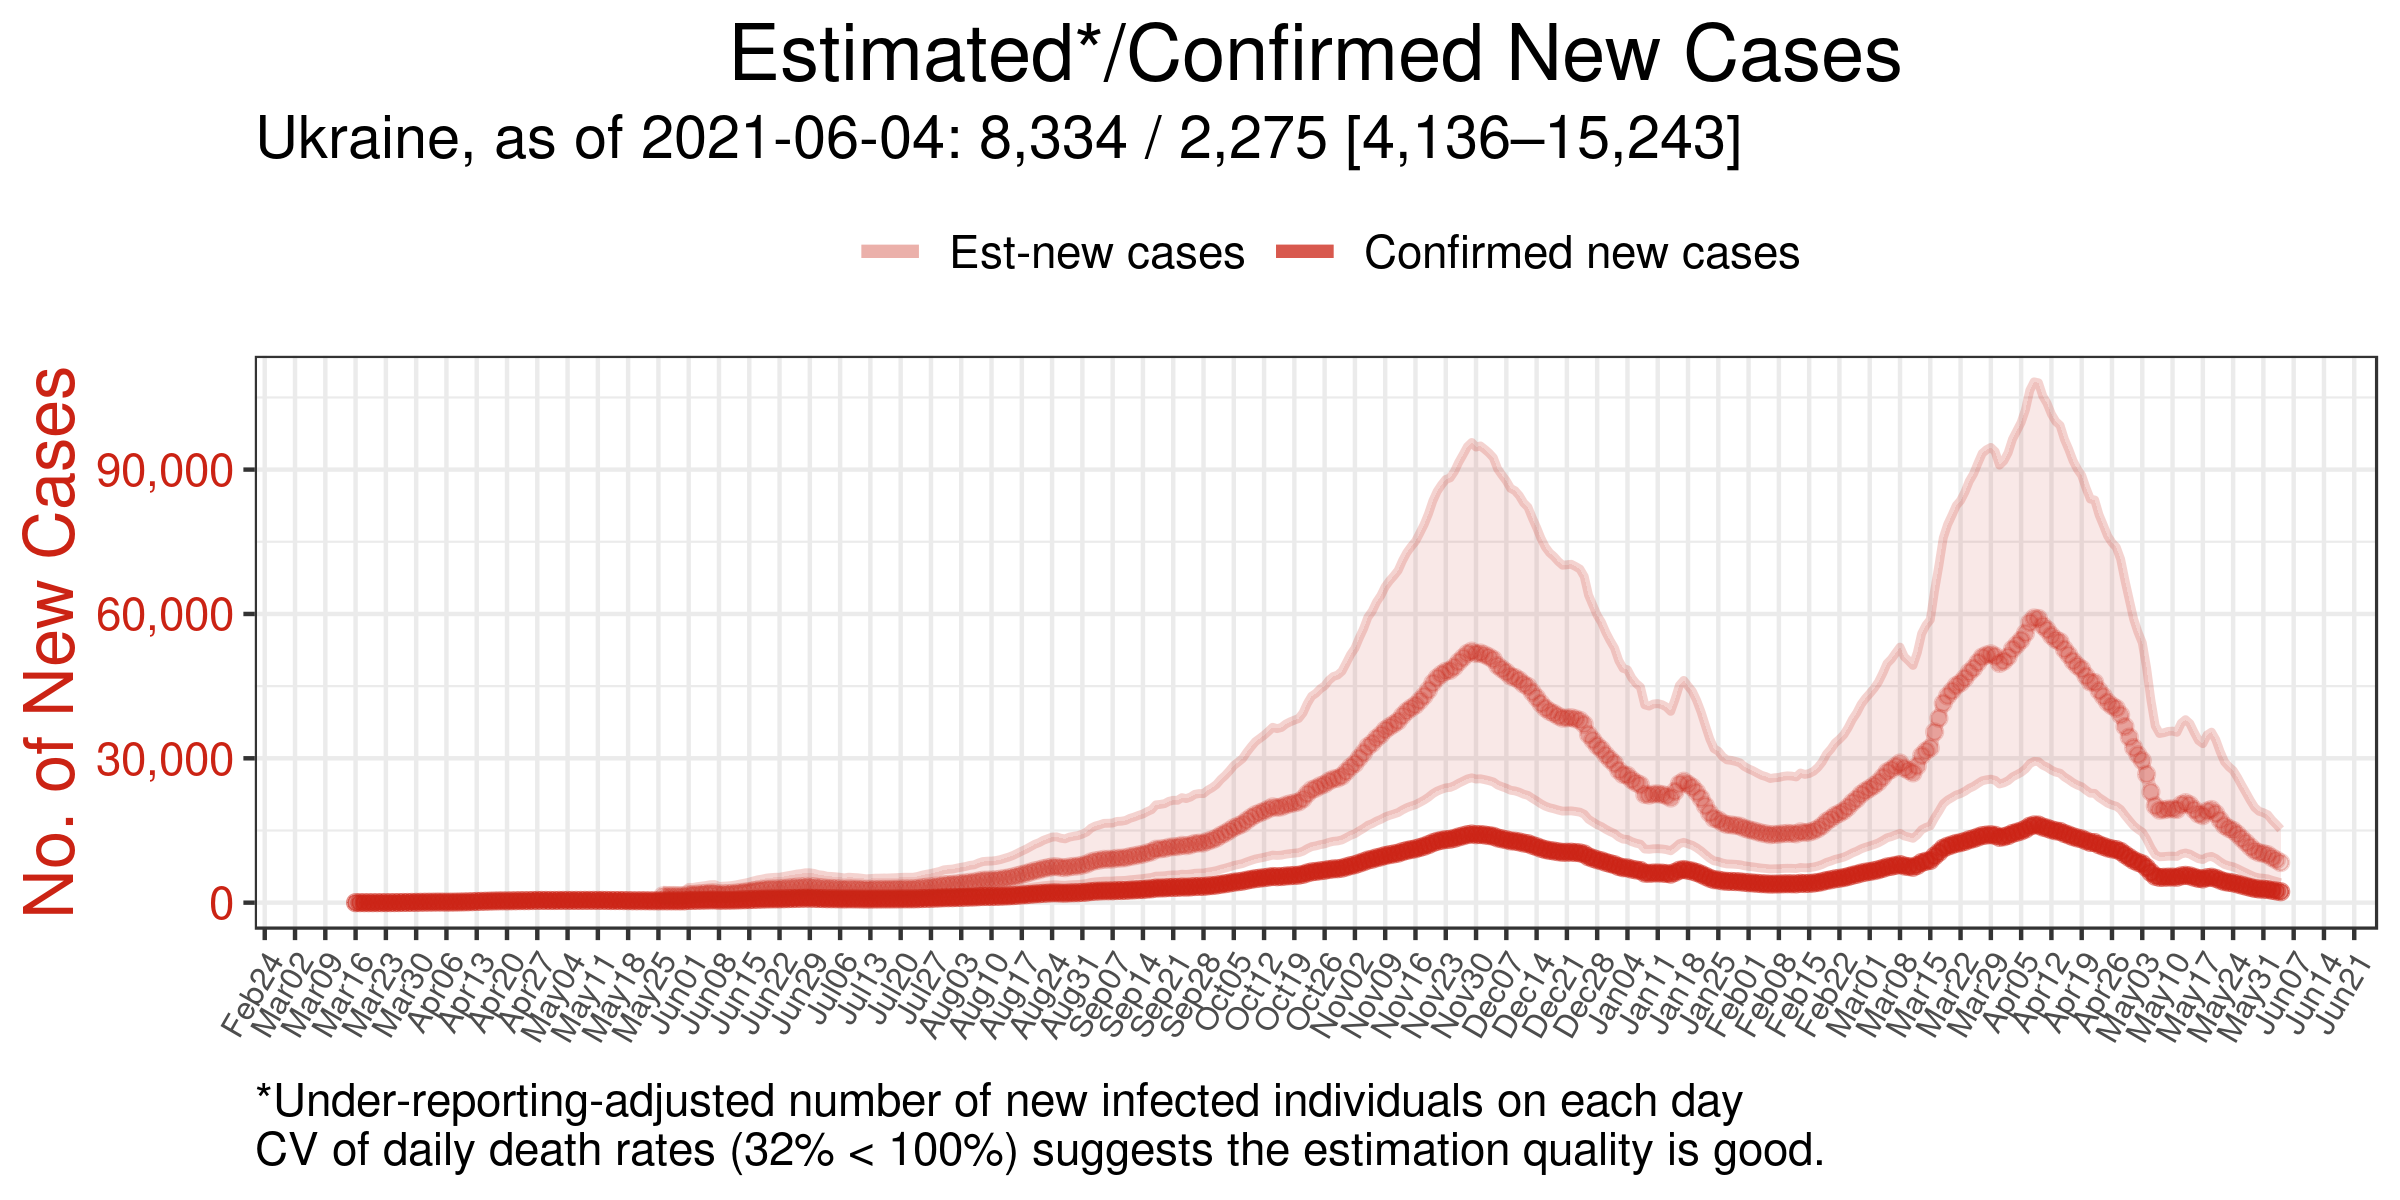 Estimated*/Confirmed New Cases
Ukraine, as of 2021-06-04: 8,334 / 2,275 [4,136–15,243]
Est-new cases
Confirmed new cases
No. of New Cases
90,000
60,000
30,000
0
Feb24
Mar02
Mar09
Mar16
Mar23
Mar30
Apr06
Apr13
Apr20
Apr27
May04
May11
May18
May25
Jun01
Jun08
Jun15
Jun22
Jun29
Jul06
Jul13
Jul20
Jul27
Aug03
Aug10
Aug17
Aug24
Aug31
Sep07
Sep14
Sep21
Sep28
Oct05
Oct12
Oct19
Oct26
Nov02
Nov09
Nov16
Nov23
Nov30
Dec07
Dec14
Dec21
Dec28
Jan04
Jan11
Jan18
Jan25
Feb01
Feb08
Feb15
Feb22
Mar01
Mar08
Mar15
Mar22
Mar29
Apr05
Apr12
Apr19
Apr26
May03
May10
May17
May24
May31
Jun07
Jun14
Jun21
*Under-reporting-adjusted number of new infected individuals on each day
CV of daily death rates (32% < 100%) suggests the estimation quality is good.